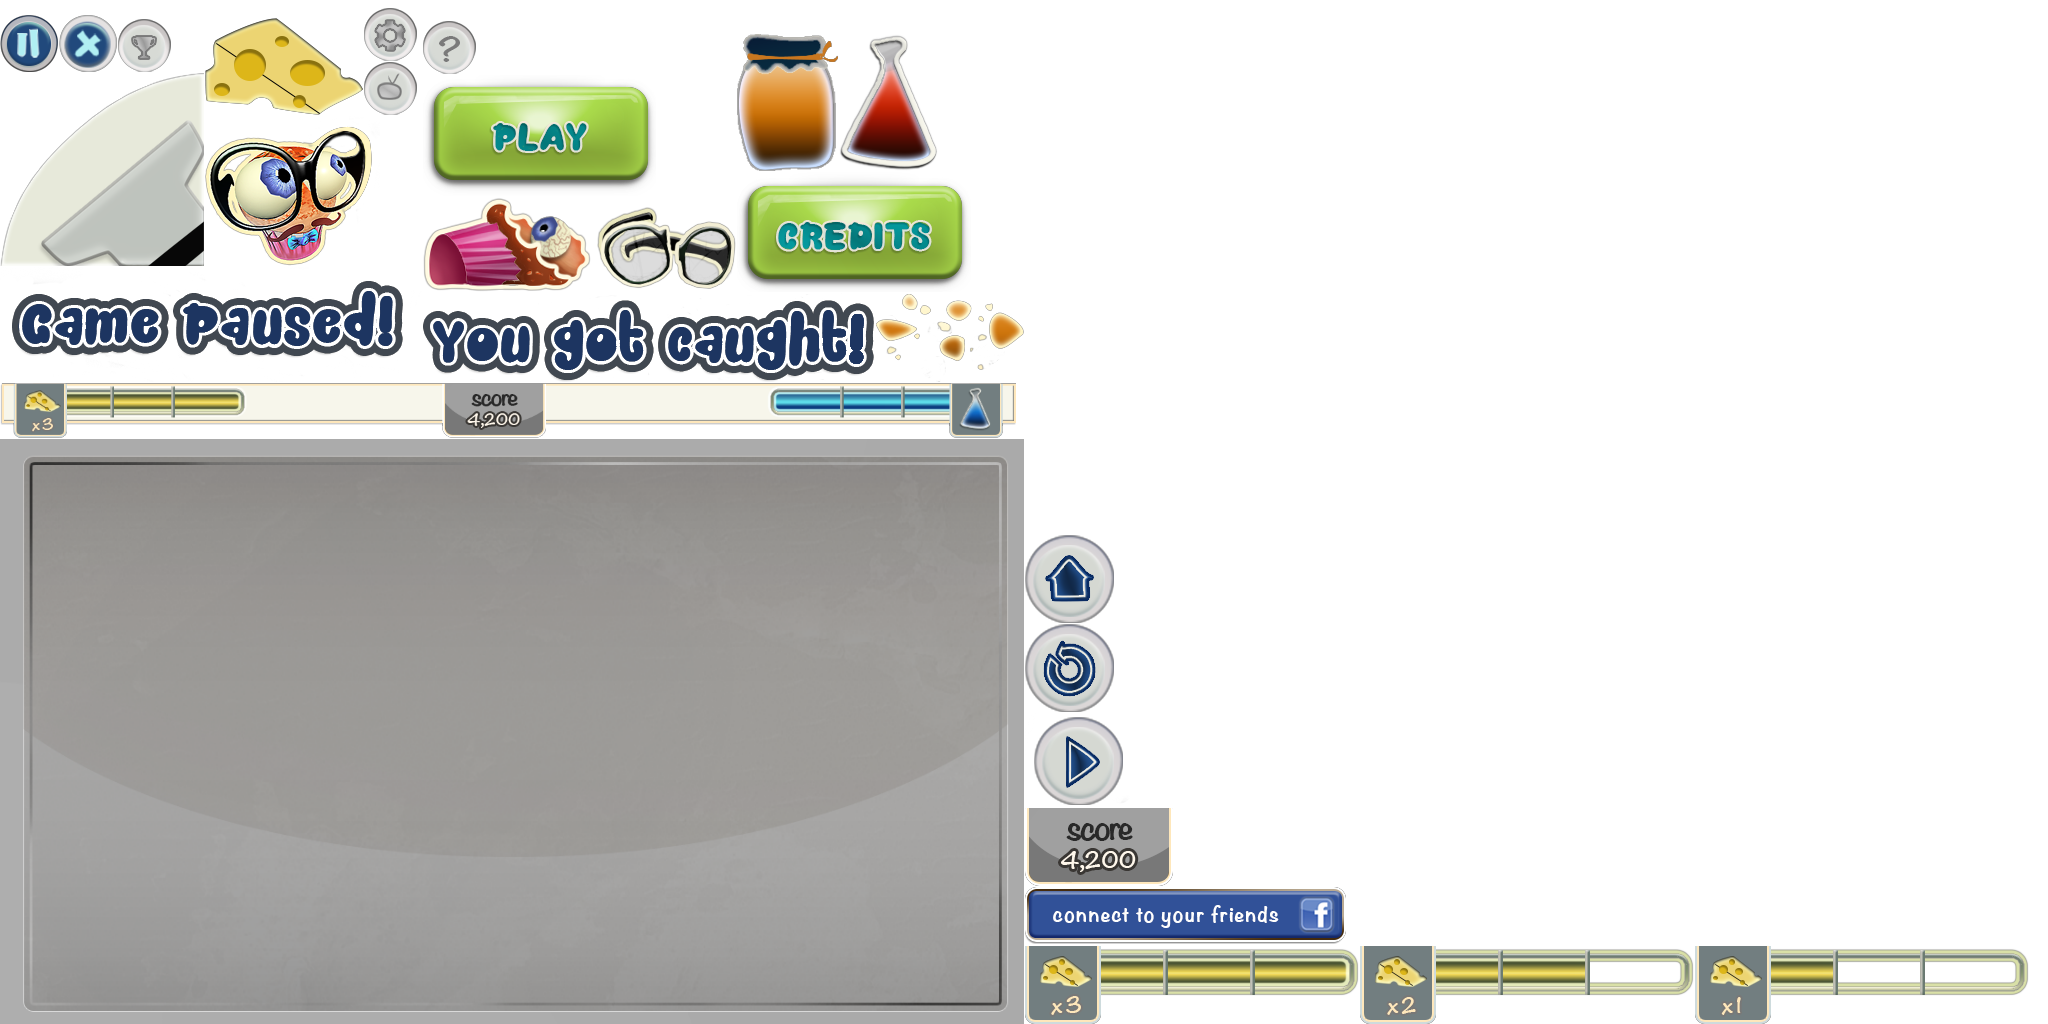 ?
PLAY
CREDITS
Game Paused!
You got caught!
x3
score
4,200
score
4,200
connect to your friends f
x3
x2
x1